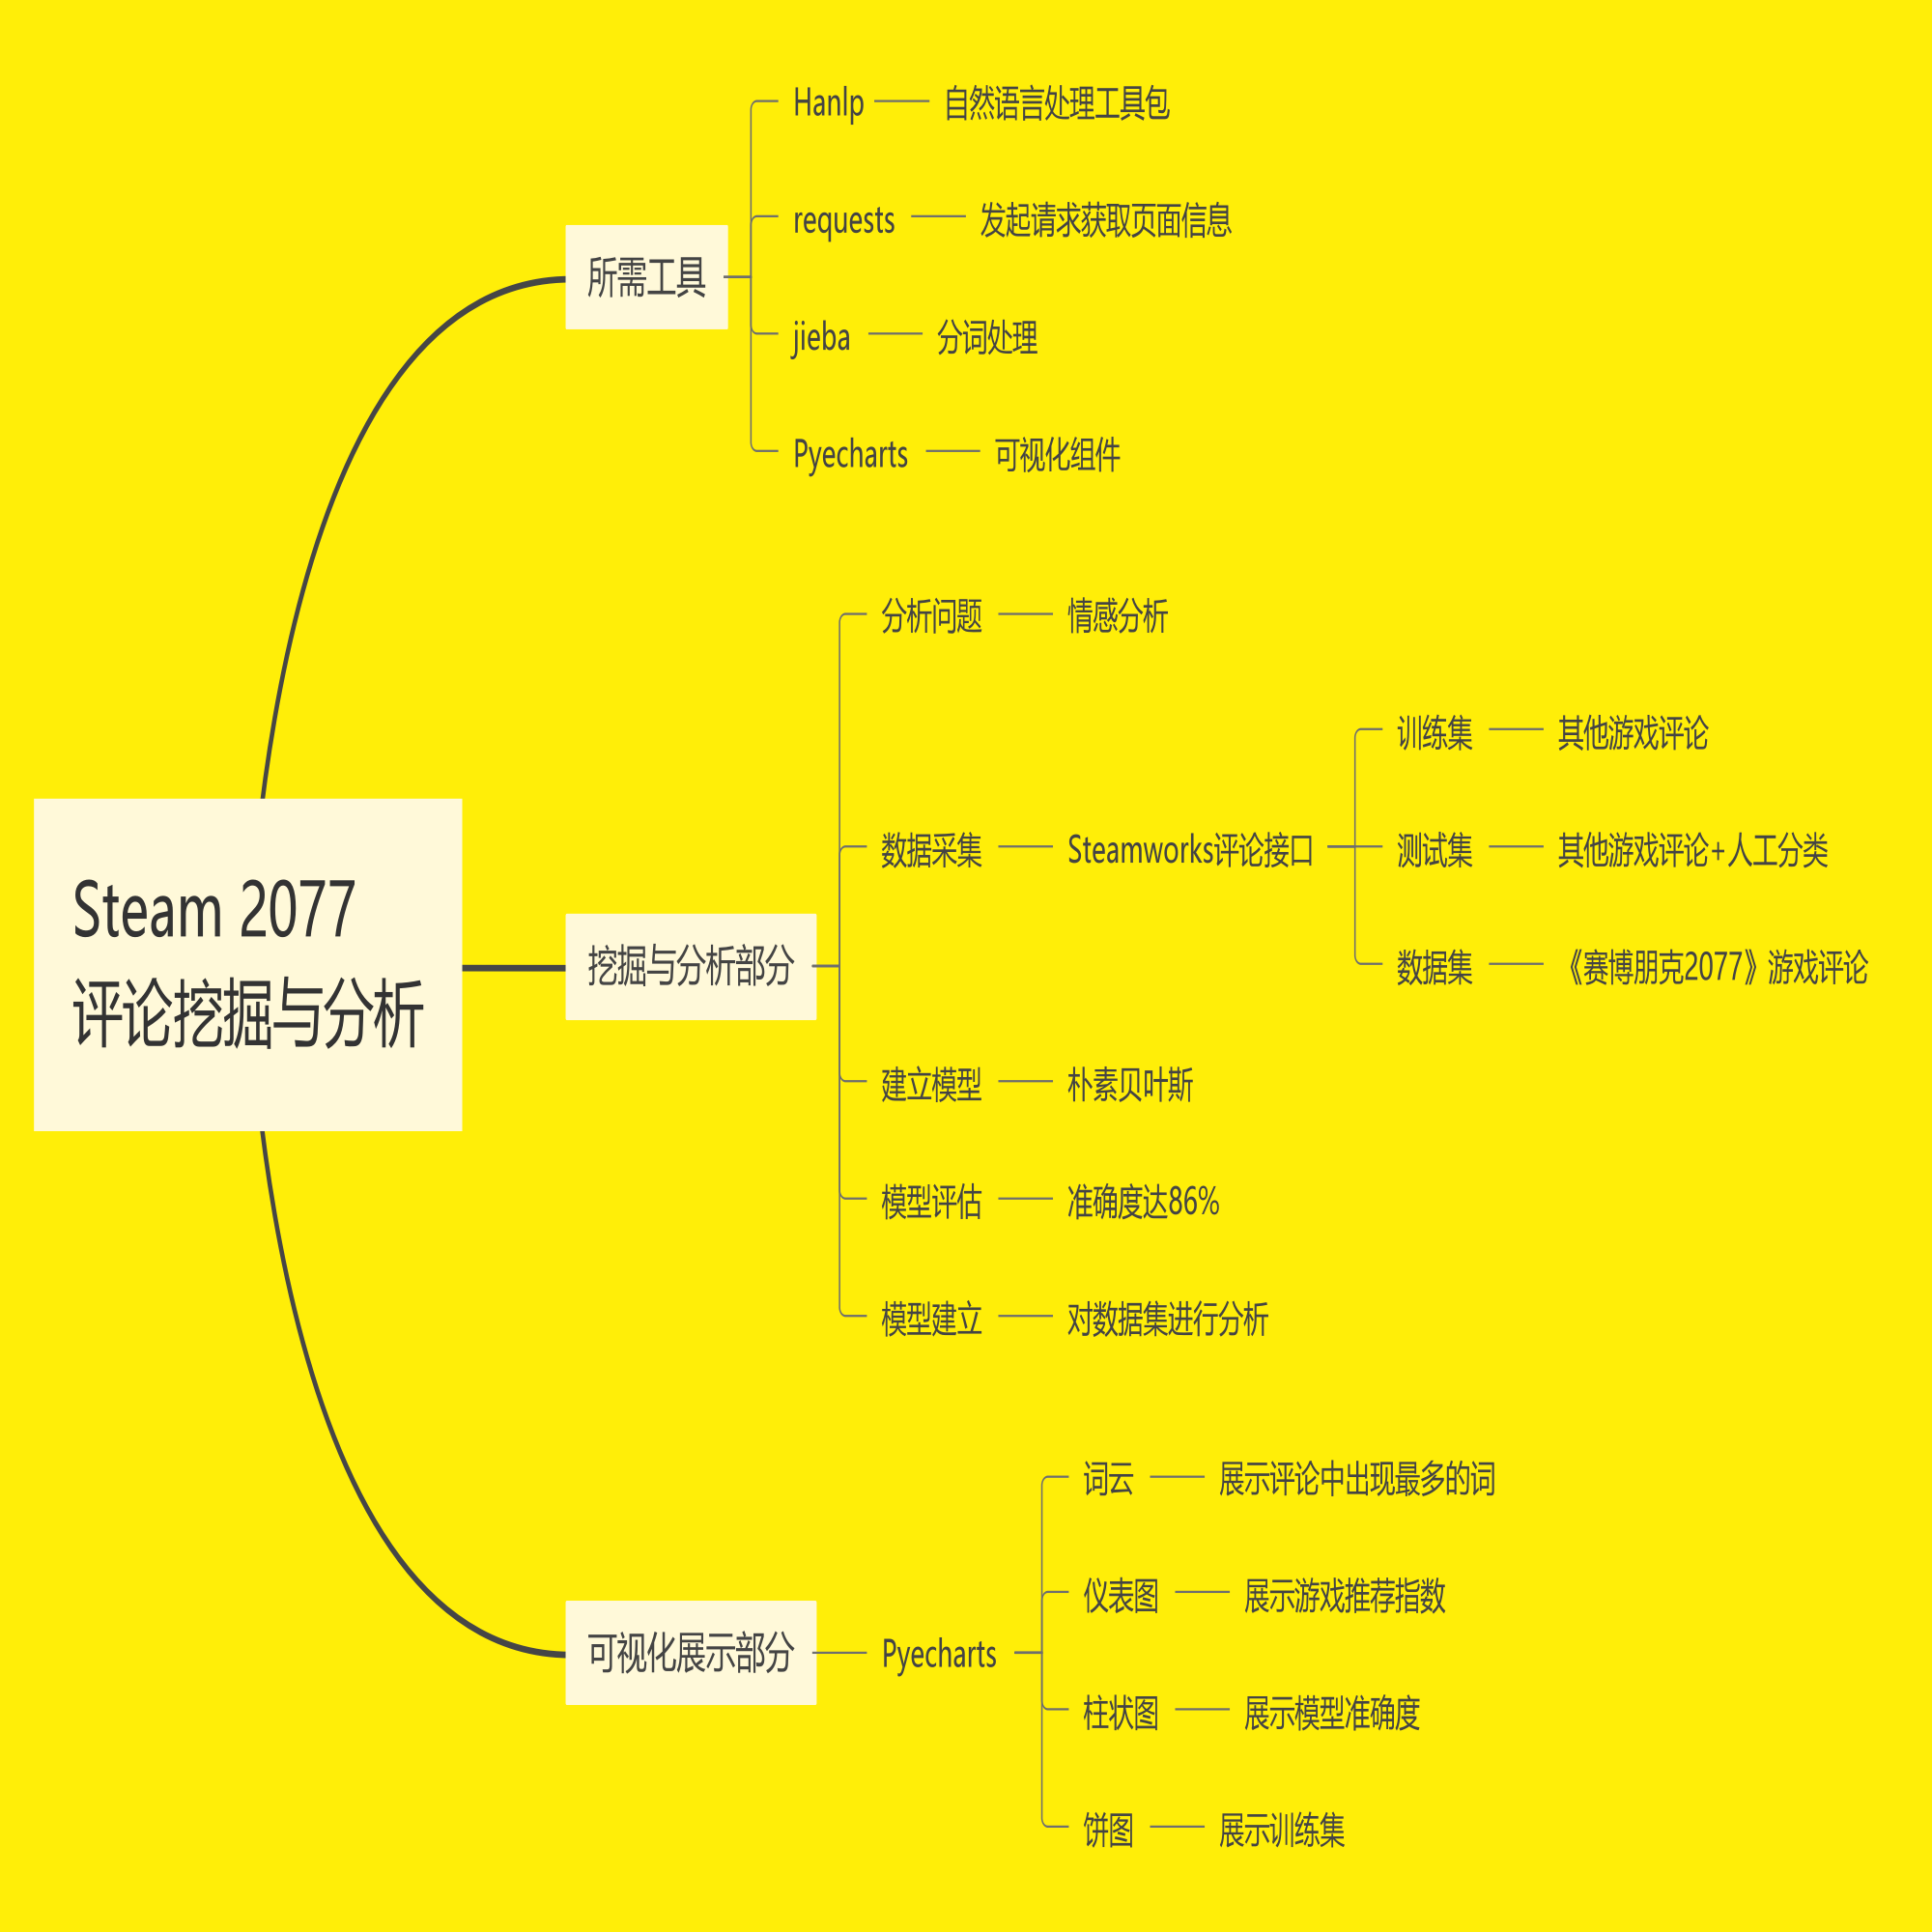 Steam 2077
评论挖掘与分析
所需工具
Hanlp
自然语言处理工具包
requests
发起请求获取页面信息
jieba
分词处理
Pyecharts
可视化组件
挖掘与分析部分
分析问题
情感分析
数据采集
Steamworks评论接口
训练集
其他游戏评论
测试集
其他游戏评论+人工分类
数据集
《赛博朋克2077》游戏评论
建立模型
朴素贝叶斯
模型评估
准确度达86%
模型建立
对数据集进行分析
可视化展示部分
Pyecharts
词云
展示评论中出现最多的词
仪表图
展示游戏推荐指数
柱状图
展示模型准确度
饼图
展示训练集